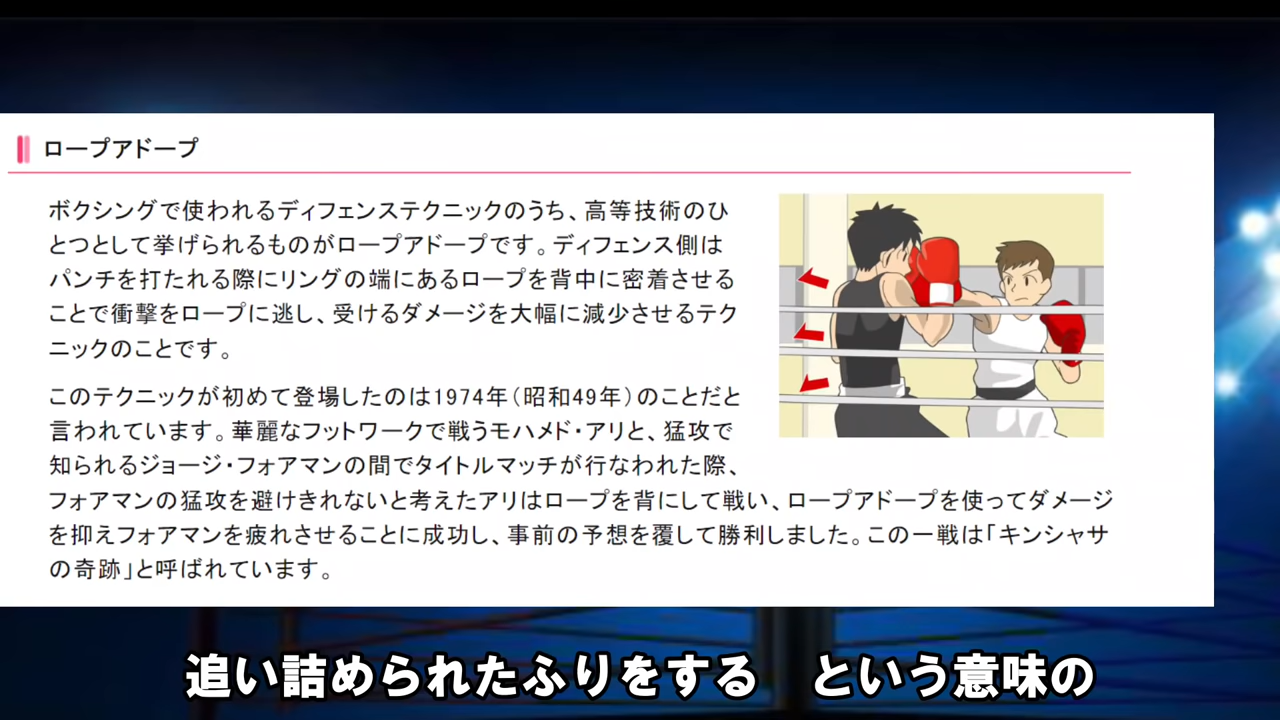 ロープアドープ
ボクシングで使われるディフェンステクニックのうち、高等技術のひ
とつとして挙げられるものがロープアドープです。ディフェンス側は
パンチを打たれる際にリングの端にあるロープを背中に密着させる
ことで衝撃をロープに逃し、受けるダメージを大幅に減少させるテク
ニックのことです。
このテクニックが初めて登場したのは1974年（昭和49年）のことだと
言われています。華麗なフットワークで戦うモハメド・アリと、猛攻で
知られるジョージ・フォアマンの間でタイトルマッチが行なわれた際、
フォアマンの猛攻を避けきれないと考えたアリはロープを背にして戦い、ロープアドープを使ってダメージ
を抑えフォアマンを疲れさせることに成功し、事前の予想を覆して勝利しました。この一戦は「キンシャサ
の奇跡」と呼ばれています。
追い詰められたふりをする　という意味の